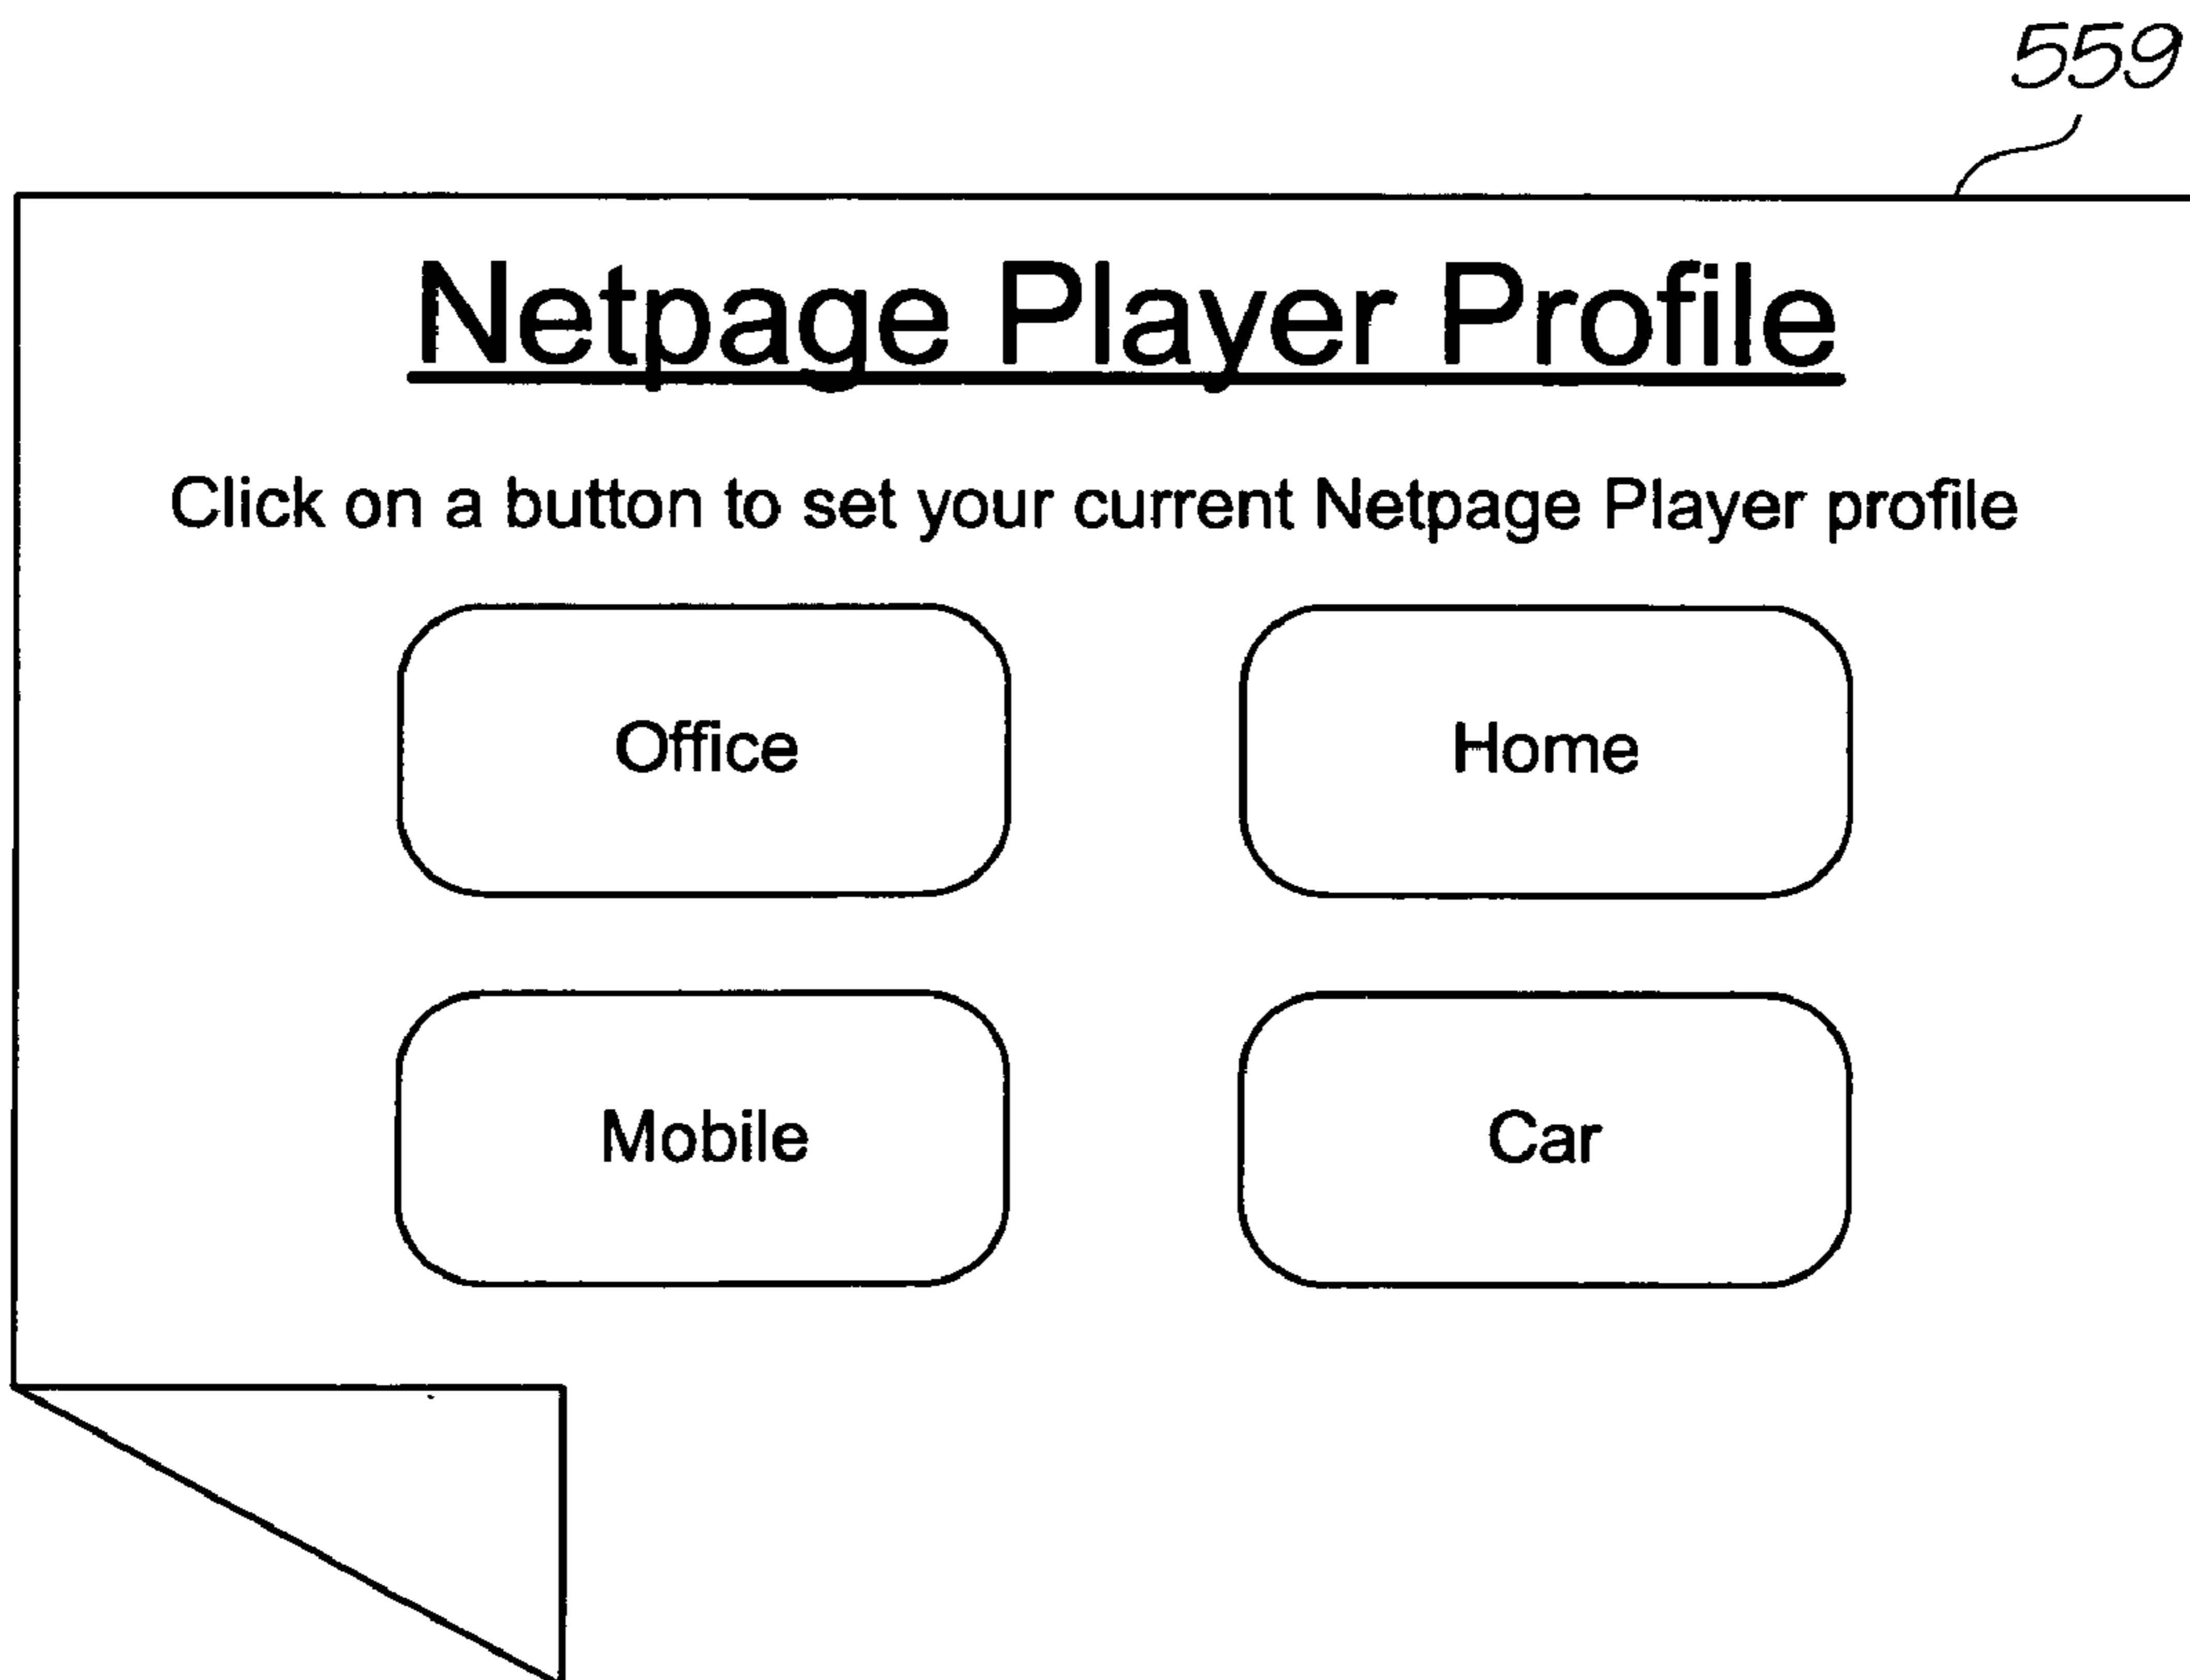 559
Netpage Player Profile
Click on a button to set your current Netpage Player profile
Office Home
Mobile Car